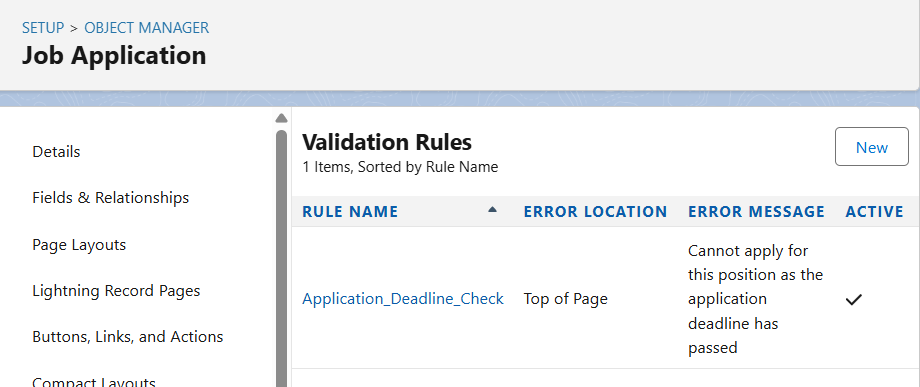 SETUP > OBJECT MANAGER
Job Application
Details
Fields & Relationships
Page Layouts
Lightning Record Pages
Buttons, Links, and Actions
Compact Layouts
Validation Rules
1 Items, Sorted by Rule Name
New
RULE NAME ERROR LOCATION ERROR MESSAGE ACTIVE
Application_Deadline_Check Top of Page
Cannot apply for
this position as the
application
deadline has
passed